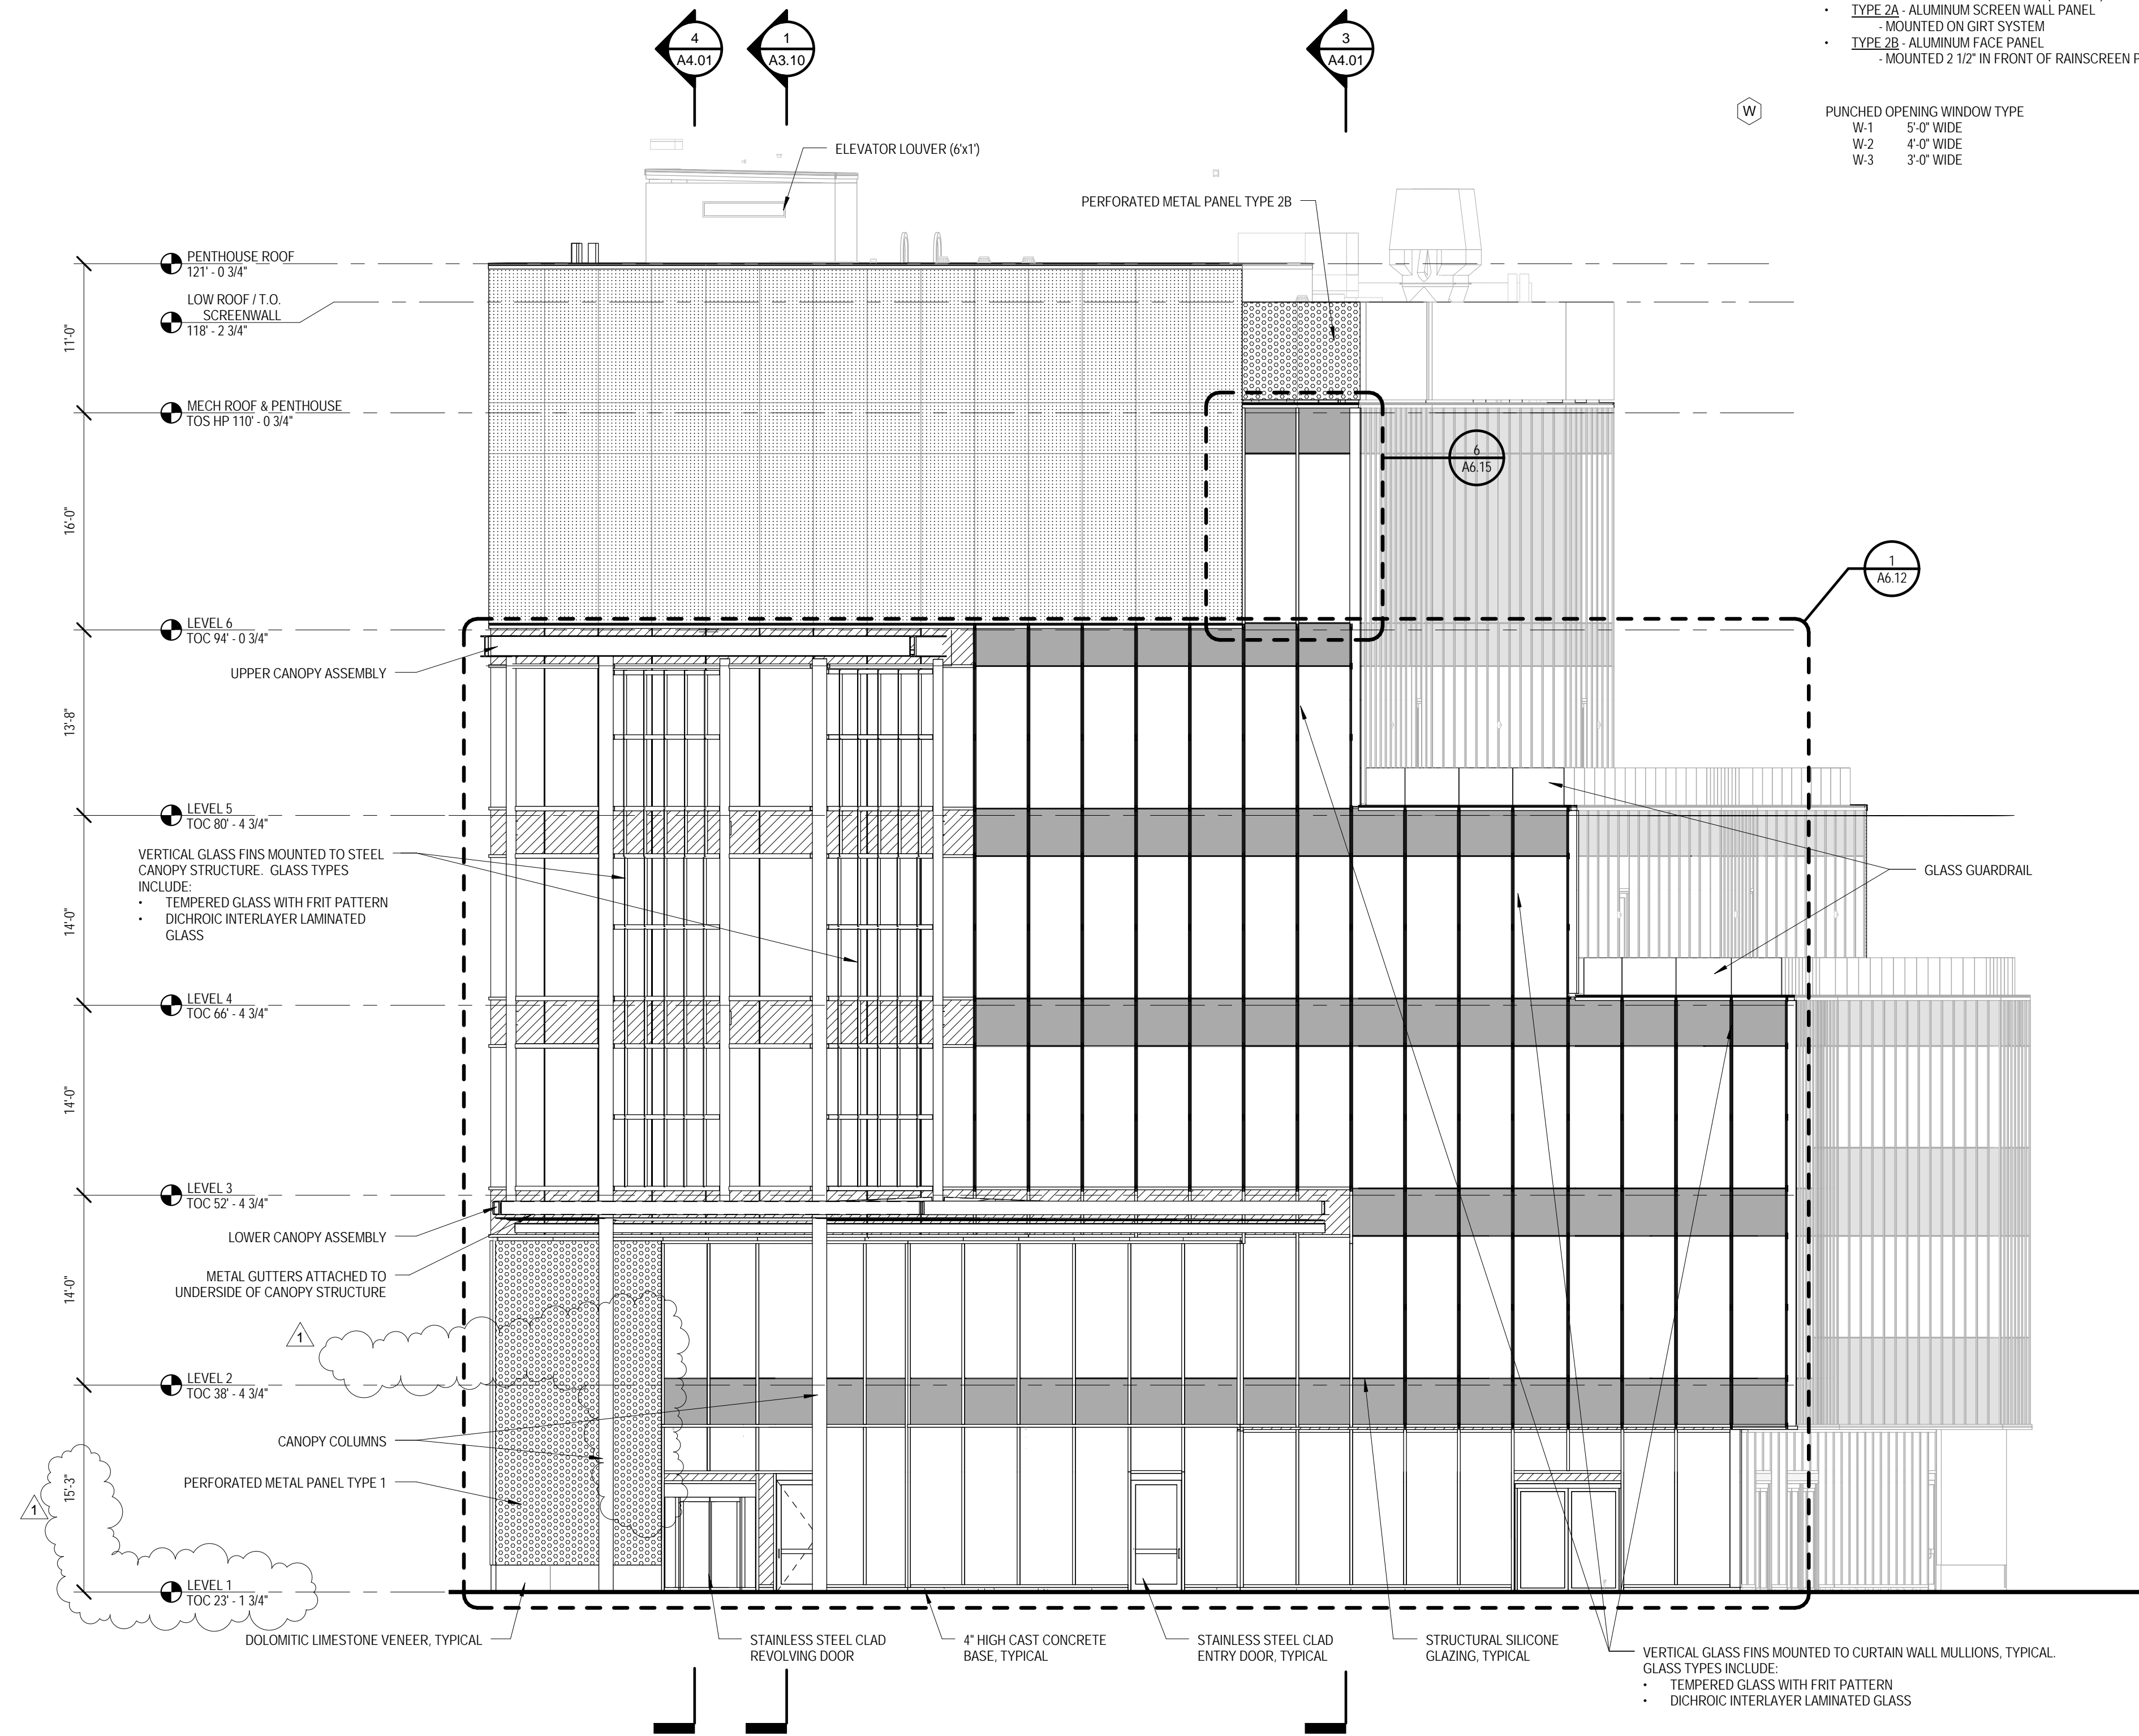 4
A4.01
1
A3.10
3
A4.01
• TYPE 2A - ALUMINUM SCREEN WALL PANEL
- MOUNTED ON GIRT SYSTEM
• TYPE 2B - ALUMINUM FACE PANEL
- MOUNTED 2 1/2" IN FRONT OF RAINSCREEN P
W
PUNCHED OPENING WINDOW TYPE
W-1 5'-0" WIDE
W-2 4'-0" WIDE
W-3 3'-0" WIDE
ELEVATOR LOUVER (6'x1')
PERFORATED METAL PANEL TYPE 2B
PENTHOUSE ROOF
121' - 0 3/4"
LOW ROOF / T.O.
SCREENWALL
118' - 2 3/4"
11'-0"
MECH ROOF & PENTHOUSE
TOS HP 110' - 0 3/4"
6
A6.15
16'-0"
1
A6.12
LEVEL 6
TOC 94' - 0 3/4"
UPPER CANOPY ASSEMBLY
13'-8"
LEVEL 5
TOC 80' - 4 3/4"
VERTICAL GLASS FINS MOUNTED TO STEEL
CANOPY STRUCTURE. GLASS TYPES
INCLUDE:
• TEMPERED GLASS WITH FRIT PATTERN
• DICHROIC INTERLAYER LAMINATED
GLASS
GLASS GUARDRAIL
14'-0"
LEVEL 4
TOC 66' - 4 3/4"
14'-0"
LEVEL 3
TOC 52' - 4 3/4"
LOWER CANOPY ASSEMBLY
METAL GUTTERS ATTACHED TO
UNDERSIDE OF CANOPY STRUCTURE
14'-0"
1
LEVEL 2
TOC 38' - 4 3/4"
CANOPY COLUMNS
PERFORATED METAL PANEL TYPE 1
15'-3"
1
LEVEL 1
TOC 23' - 1 3/4"
DOLOMITIC LIMESTONE VENEER, TYPICAL
STAINLESS STEEL CLAD
REVOLVING DOOR
4" HIGH CAST CONCRETE
BASE, TYPICAL
STAINLESS STEEL CLAD
ENTRY DOOR, TYPICAL
STRUCTURAL SILICONE
GLAZING, TYPICAL
VERTICAL GLASS FINS MOUNTED TO CURTAIN WALL MULLIONS, TYPICAL.
GLASS TYPES INCLUDE:
• TEMPERED GLASS WITH FRIT PATTERN
• DICHROIC INTERLAYER LAMINATED GLASS